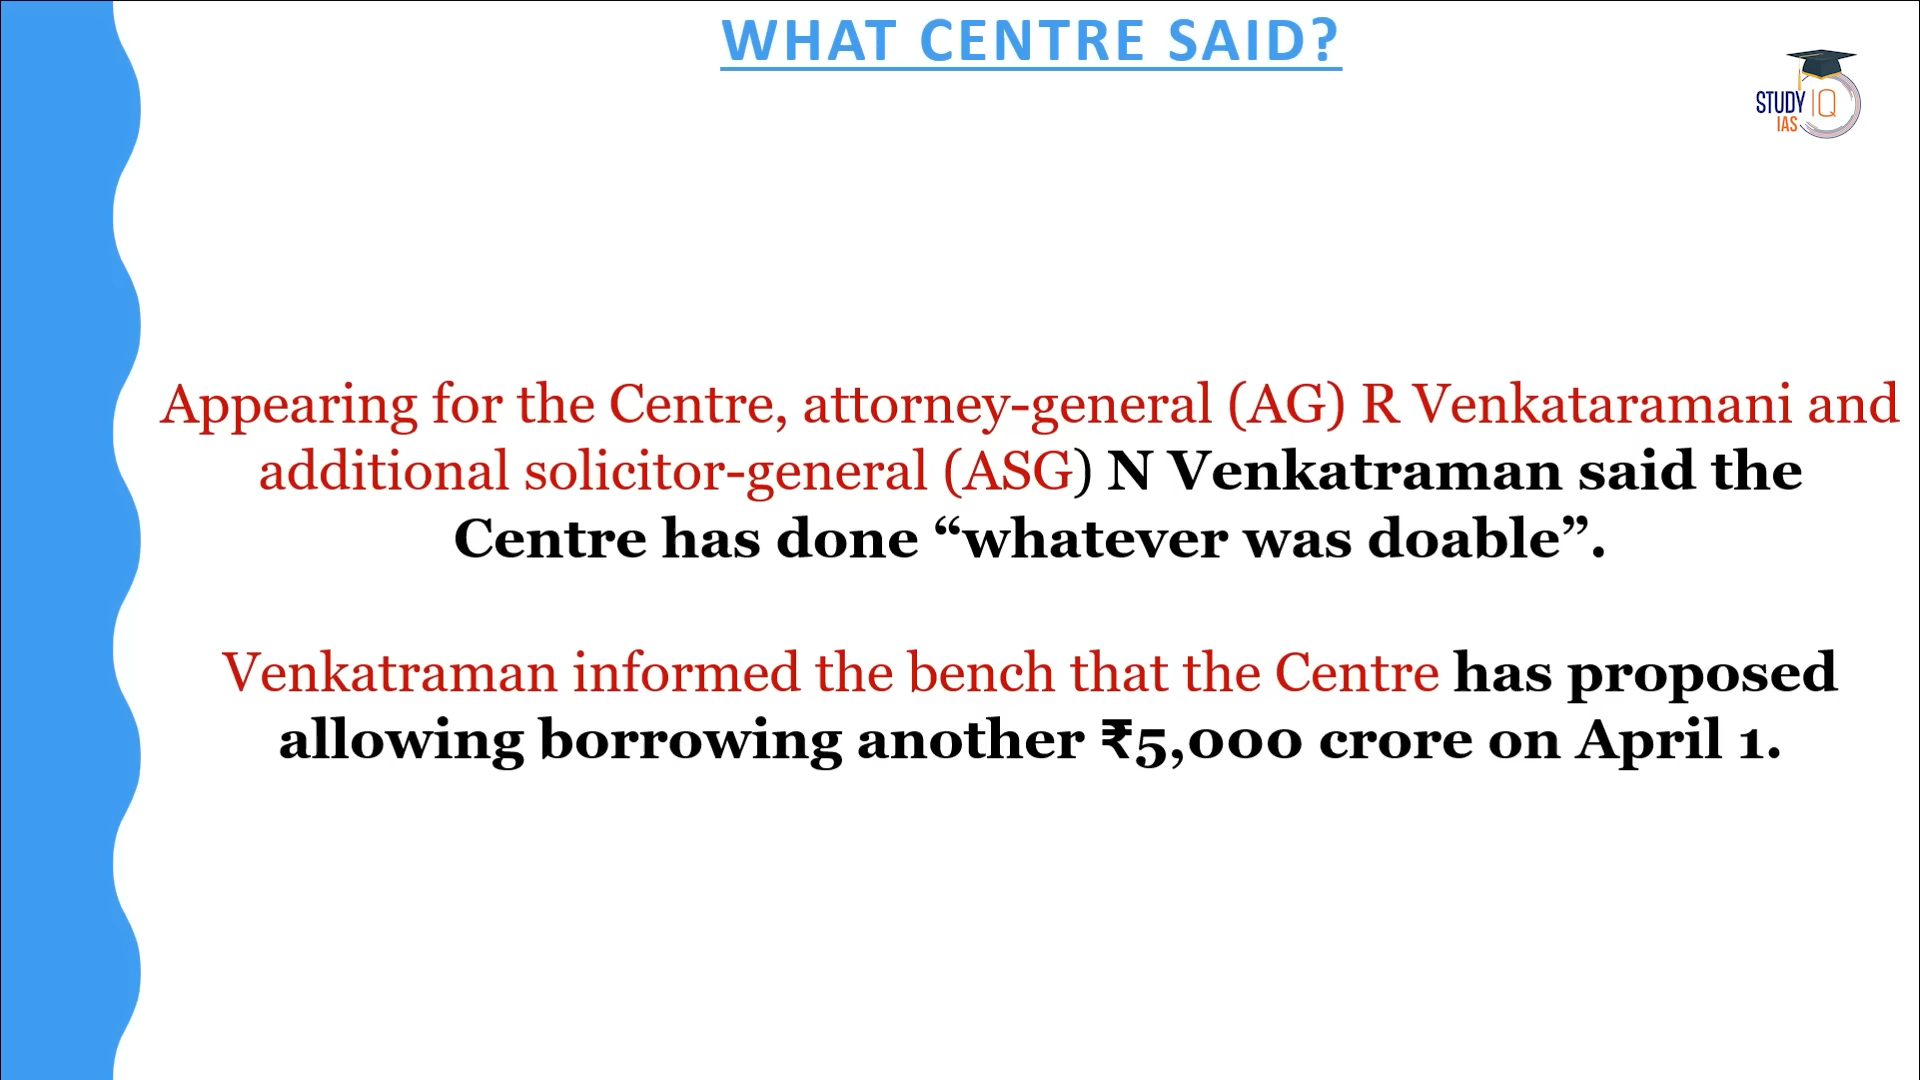 WHAT CENTRE SAID?
STUDY IQ
IAS
Appearing for the Centre, attorney-general (AG) R Venkataramani and
additional solicitor-general (ASG) N Venkatraman said the
Centre has done “whatever was doable”.
Venkatraman informed the bench that the Centre has proposed
allowing borrowing another ₹5,000 crore on April 1.